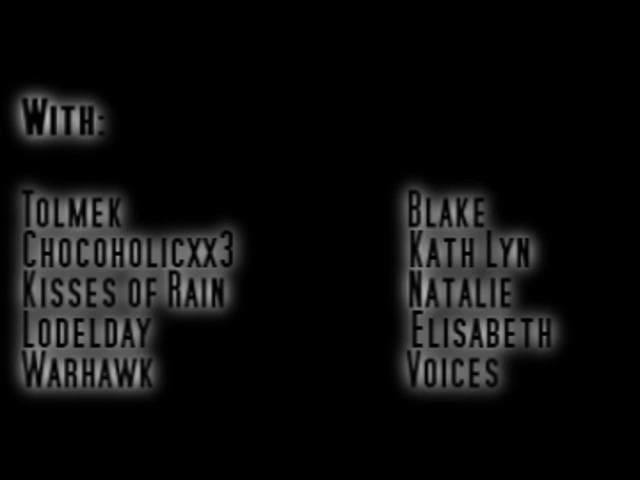 With:
Tolmek Blake
Chocoholicxx3 Kath Lyn
Kisses of Rain Natalie
Lodelday Elisabeth
Warhawk Voices